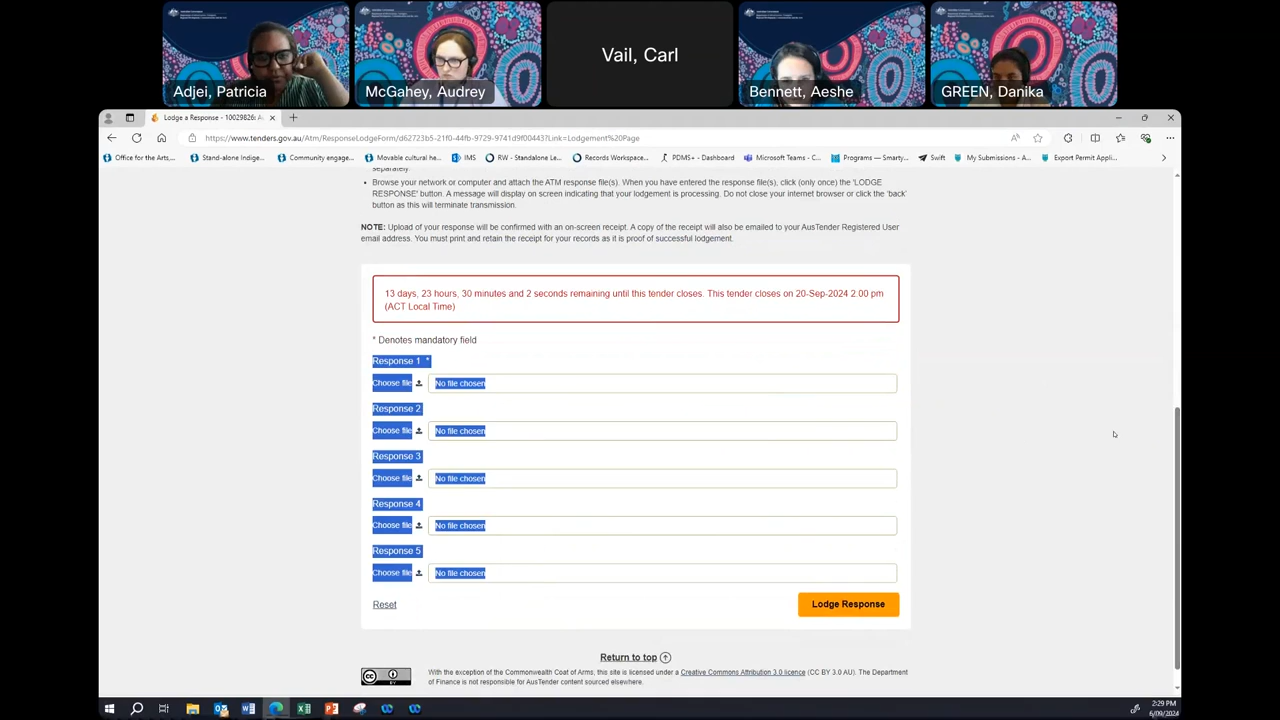 Adjei, Patricia
McGahey, Audrey
Vail, Carl
Bennett, Aeshe
GREEN, Danika
Lodge a Response - 10029826: A
https://www.tenders.gov.au/Atm/ResponseLodgeForm/d62723b5-21f0-44fb-9729-9741d9d43437?Link=Lodgement%20Page
Office for the Arts,...
Stand-alone Indige...
Community engage...
Movable cultural he...
IMS
RW - Standalone Le...
Records Workspace...
PDMS+ - Dashboard
Microsoft Teams - C...
Programs — Smarty...
Swift
My Submissions - A...
Export Permit Appli...
separately.
• Browse your network or computer and attach the ATM response file(s). When you have entered the response file(s), click (only once) the 'LODGE
RESPONSE' button. A message will display on screen indicating that your lodgement is processing. Do not close your internet browser or click the 'back'
button as this will terminate transmission.
NOTE: Upload of your response will be confirmed with an on-screen receipt. A copy of the receipt will also be emailed to your AusTender Registered User
email address. You must print and retain the receipt for your records as it is proof of successful lodgement.
13 days, 23 hours, 30 minutes and 2 seconds remaining until this tender closes. This tender closes on 20-Sep-2024 2.00 pm
(ACT Local Time)
* Denotes mandatory field
Response 1 *
Choose file No file chosen
Response 2
Choose file No file chosen
Response 3
Choose file No file chosen
Response 4
Choose file No file chosen
Response 5
Choose file No file chosen
Reset
Lodge Response
Return to top
With the exception of the Commonwealth Coat of Arms, this site is licensed under a Creative Commons Attribution 3.0 licence (CC BY 3.0 AU). The Department
of Finance is not responsible for AusTender content sourced elsewhere.
2:29 PM
6/09/2024